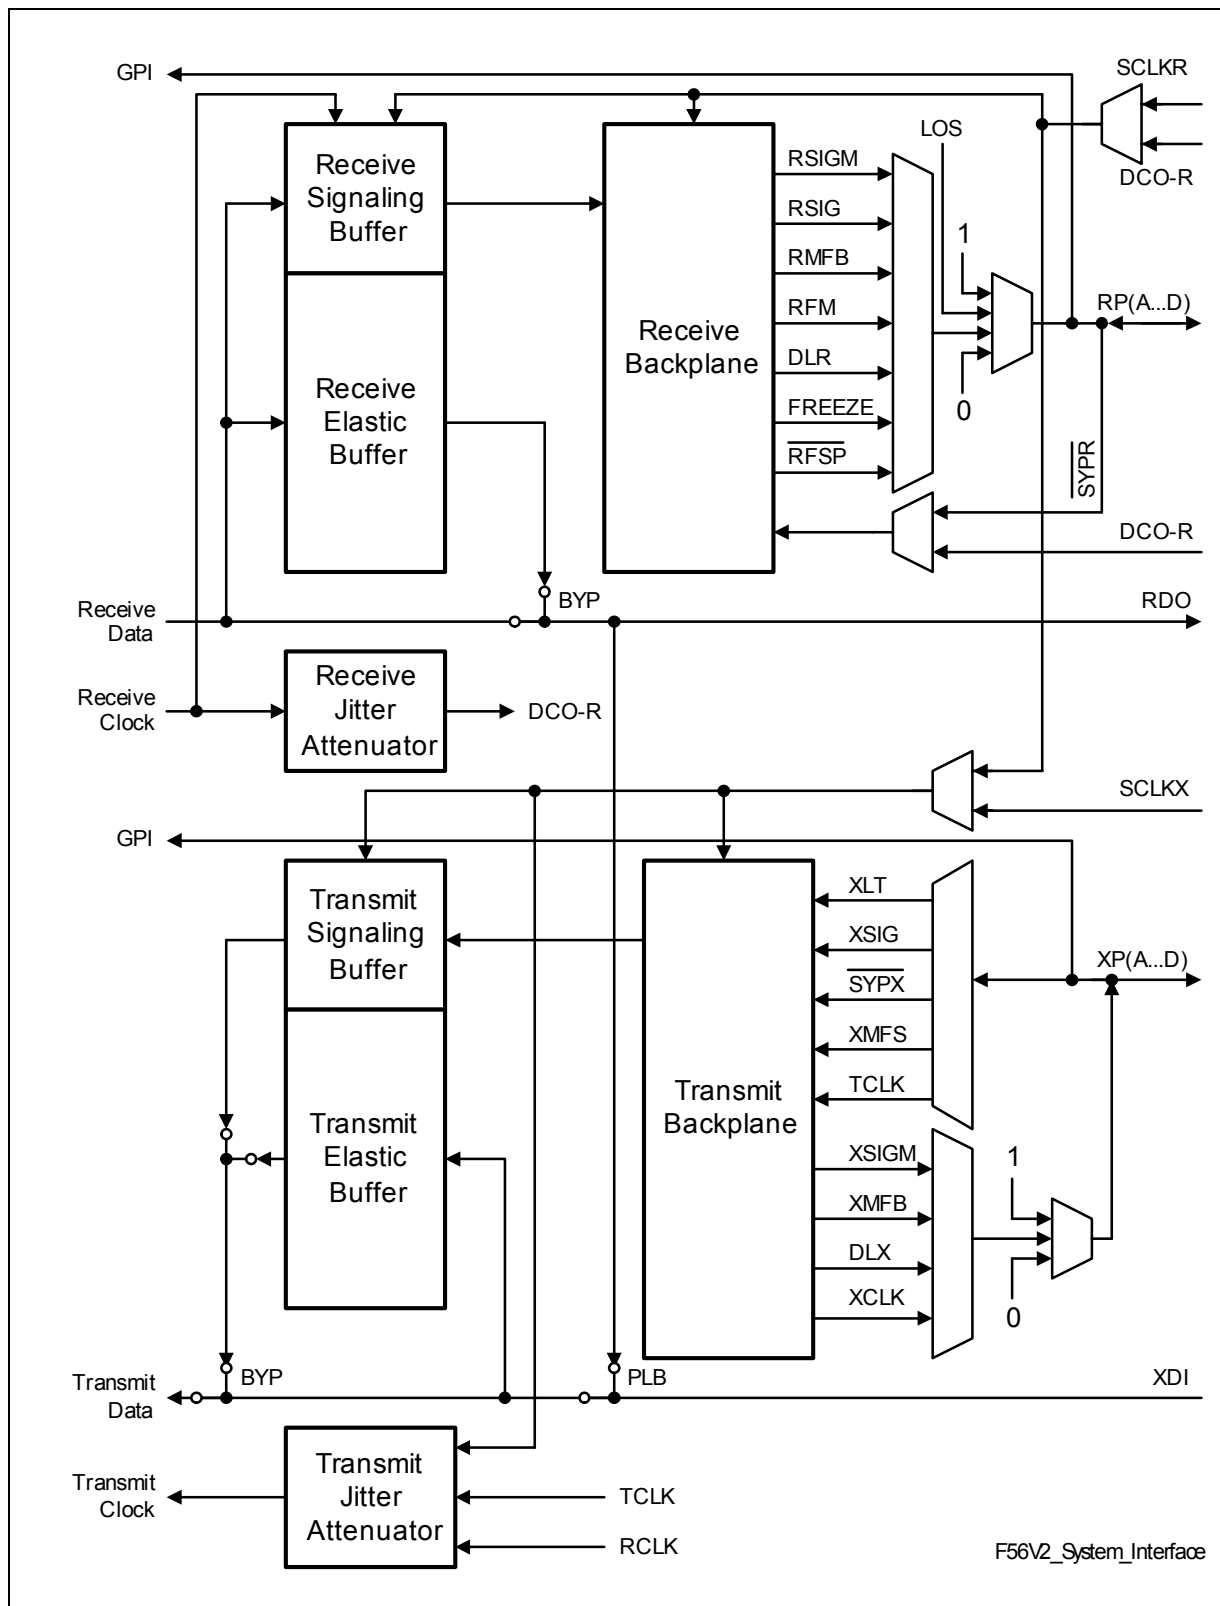 GPI
SCLKR
LOS
DCO-R
Receive
Signaling
Buffer
RSIGM
RSIG
1
RMFB
RP(A...D)
RFM
Receive
Backplane
DLR
Receive
Elastic
Buffer
FREEZE
0
RFSP
SYPR
DCO-R
BYP
RDO
Receive
Data
Receive
Clock
Receive
Jitter
Attenuator
DCO-R
SCLKX
GPI
Transmit
Signaling
Buffer
XLT
XSIG
SYPX
XMFS
TCLK
XP(A...D)
Transmit
Backplane
Transmit
Elastic
Buffer
XSIGM
1
XMFB
DLX
XCLK
0
BYP
PLB
XDI
Transmit
Data
Transmit
Clock
Transmit
Jitter
Attenuator
TCLK
RCLK
F56V2_System_Interface